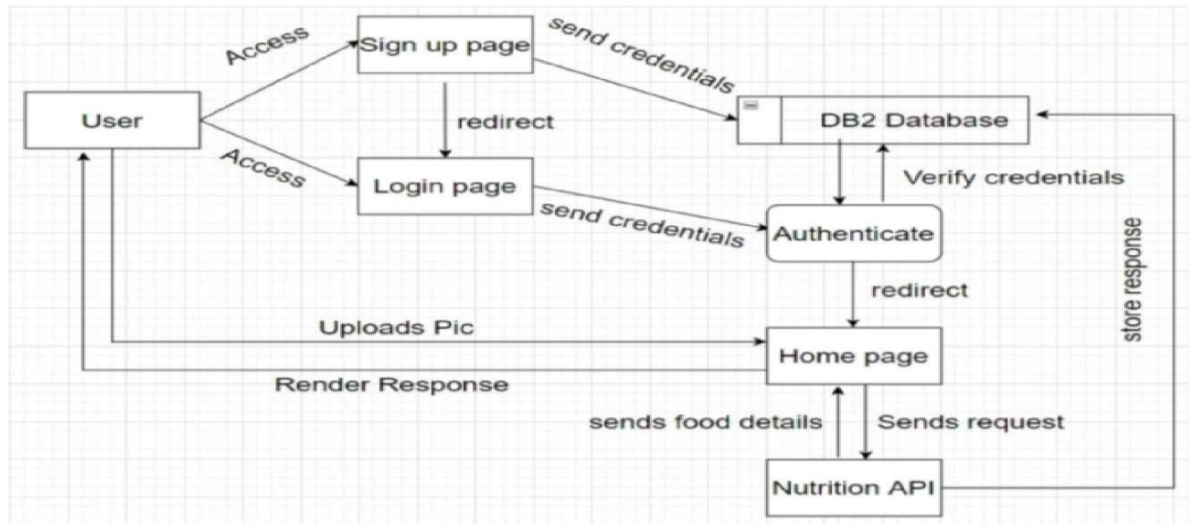 Access
Sign up page
send credentials
User
redirect
DB2 Database
Access
Login page
Verify credentials
send credentials
Authenticate
redirect
store response
Uploads Pic
Home page
Render Response
sends food details
Sends request
Nutrition API